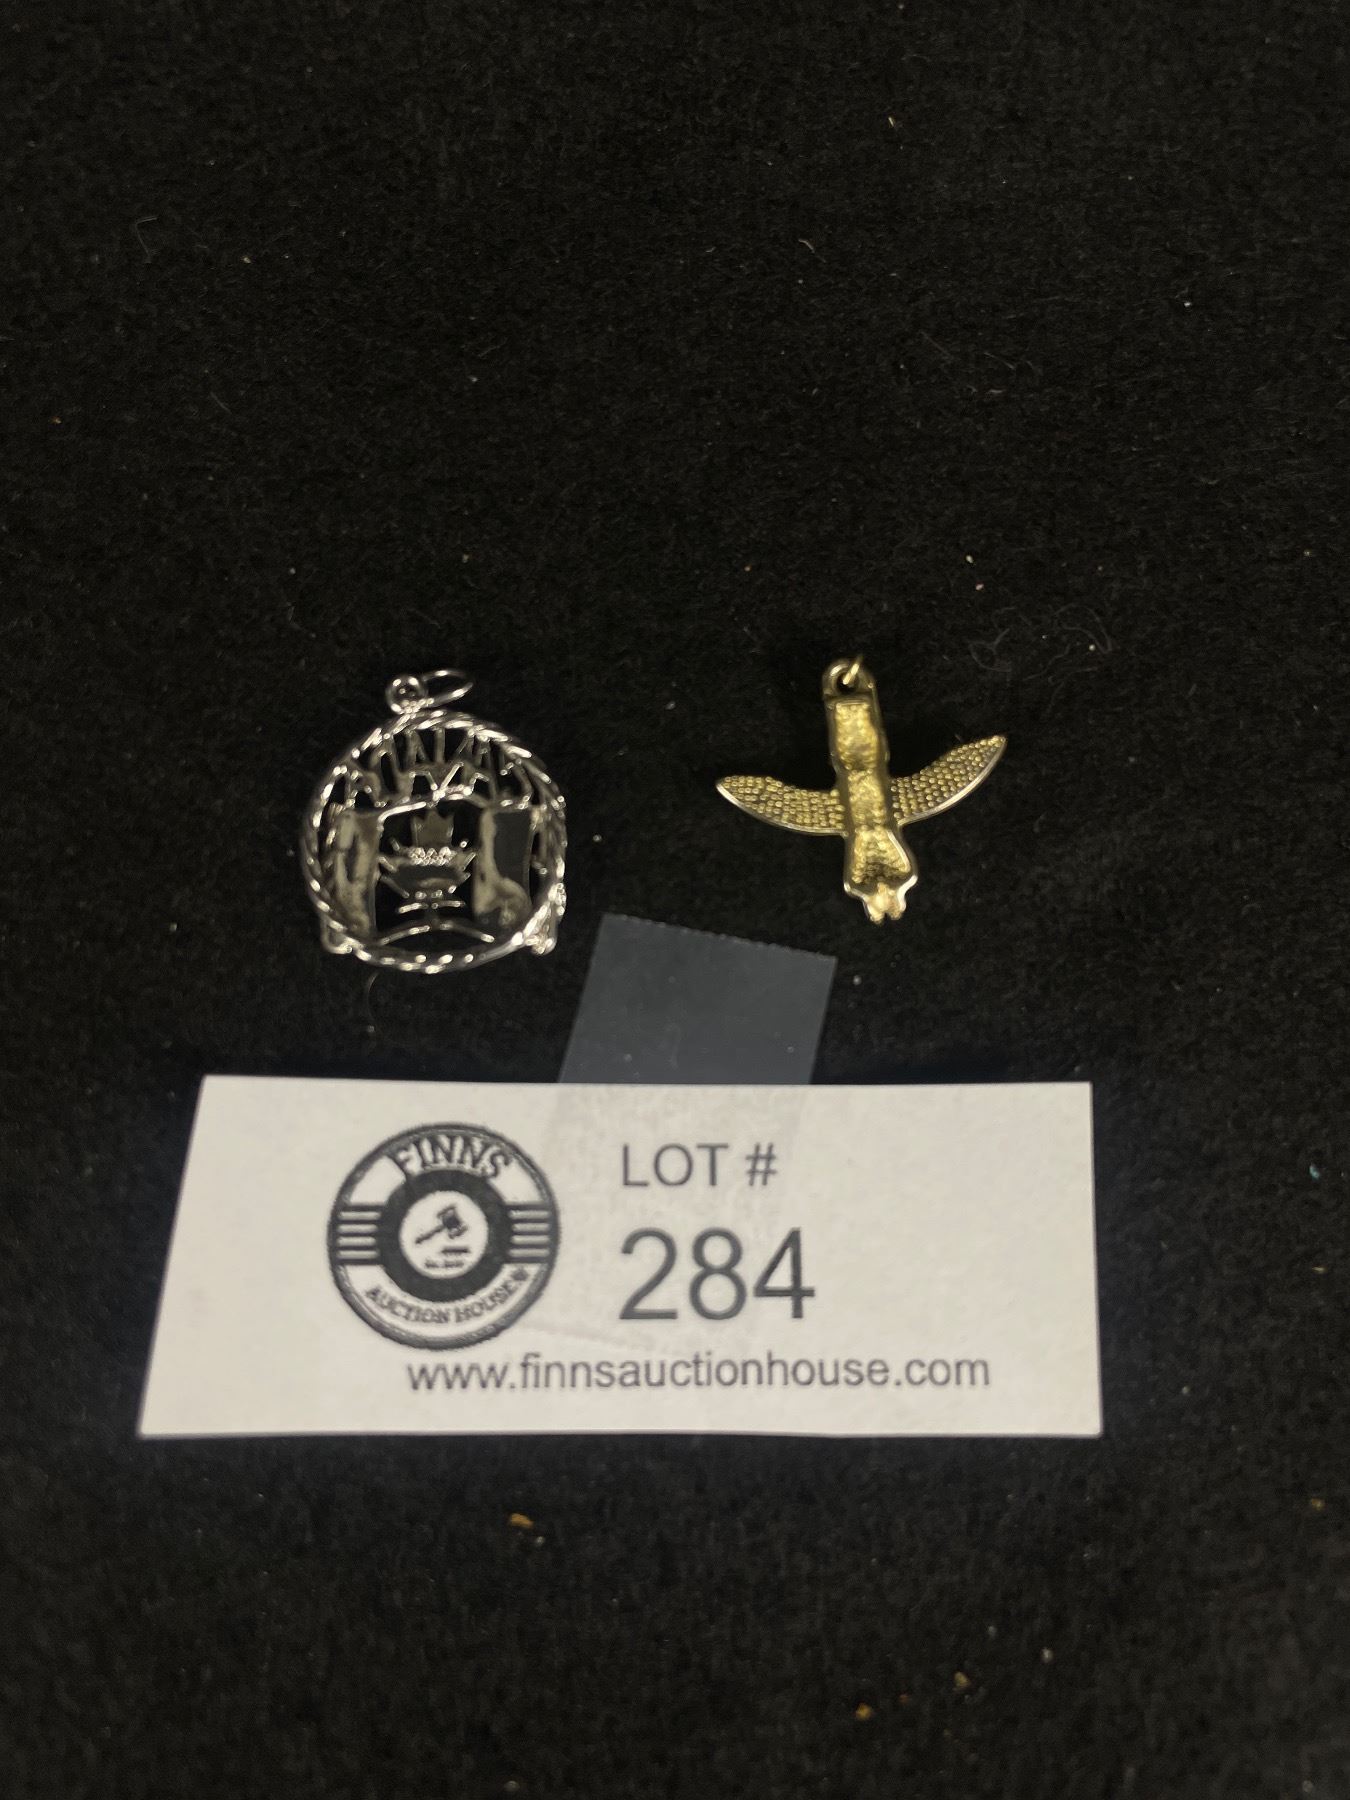 FINNS
AUCTION HOUSE
LOT #
284
www.finnsauctionhouse.com